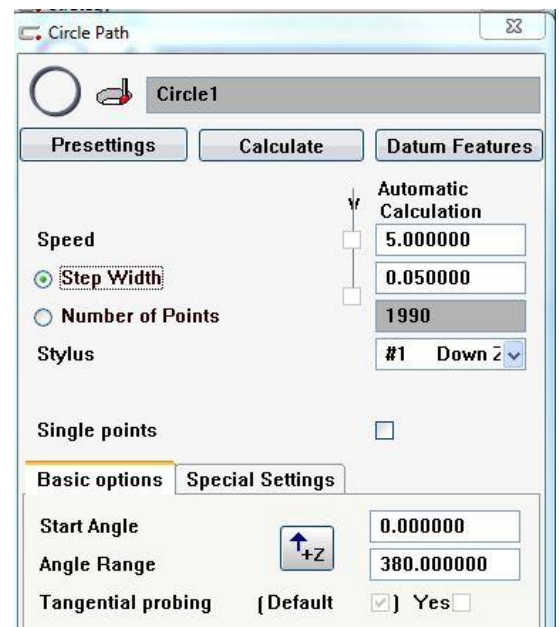 Circle Path
Circle1
Presettings Calculate Datum Features
Automatic
Calculation
Speed 5.000000
Step Width 0.050000
Number of Points 1990
Stylus #1 Down
Single points
Basic options Special Settings
Start Angle 0.000000
+Z
Angle Range 380.000000
Tangential probing (Default ) Yes